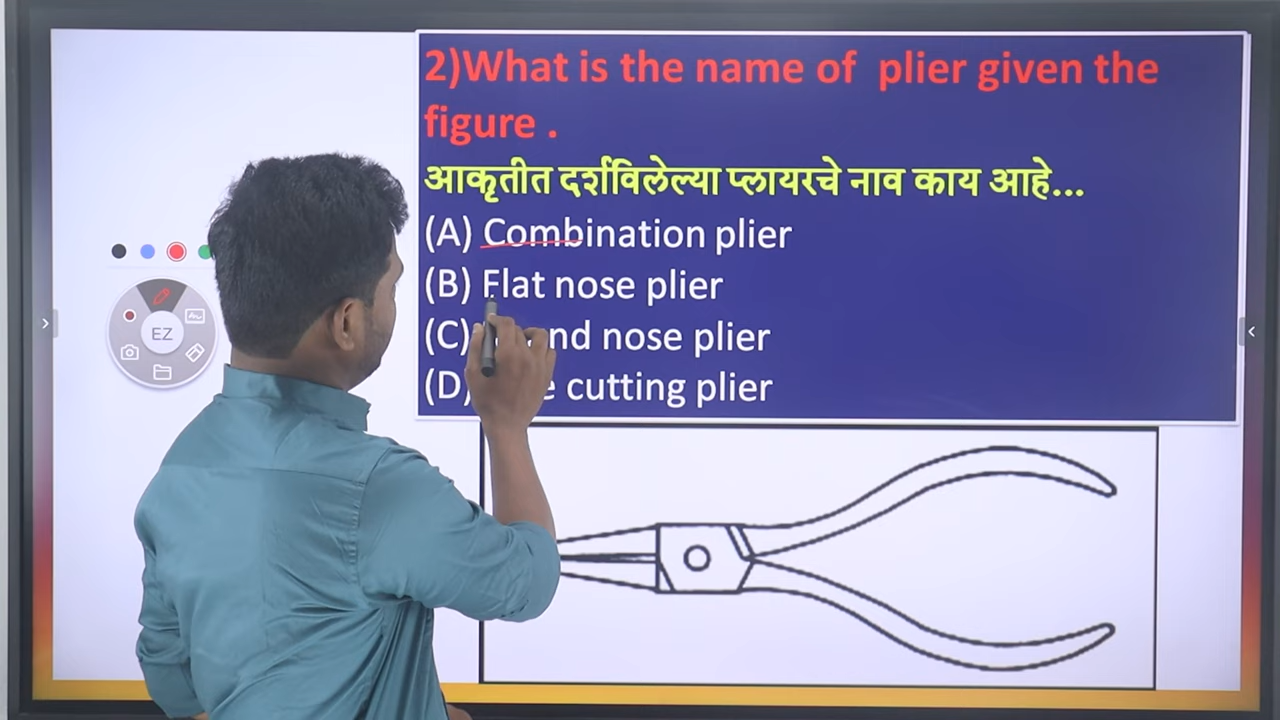 2)What is the name of plier given the
figure .
आकृतीत दर्शविलेल्या प्लायरचे नाव काय आहे...
(A) Combination plier
(B) Flat nose plier
(C) nose plier
(D) cutting plier
EZ